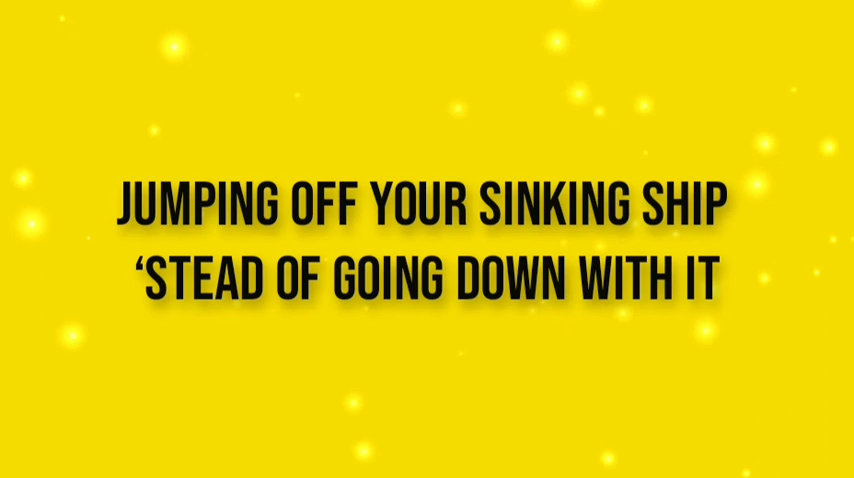 JUMPING OFF YOUR SINKING SHIP
‘STEAD OF GOING DOWN WITH IT